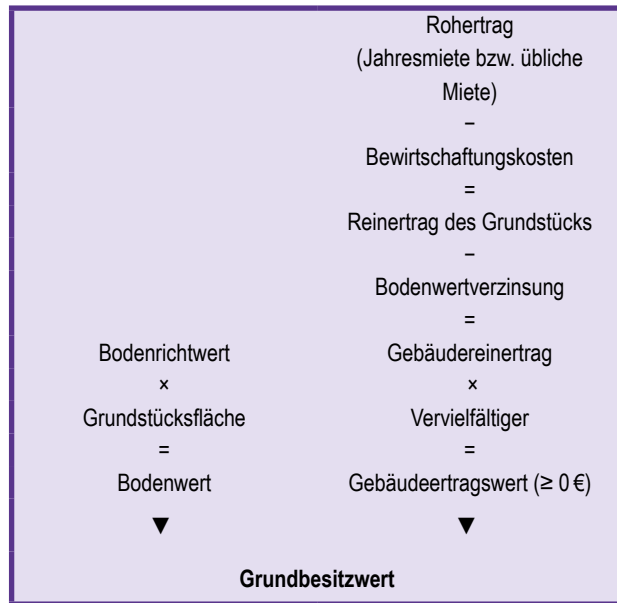 Rohertrag
(Jahresmiete bzw. übliche
Miete)
–
Bewirtschaftungskosten
=
Reinertrag des Grundstücks
–
Bodenwertverzinsung
=
Bodenrichtwert Gebäudereinertrag
× ×
Grundstücksfläche Vervielfältiger
= =
Bodenwert Gebäudeertragswert (≥ 0 €)
▼ ▼
Grundbesitzwert